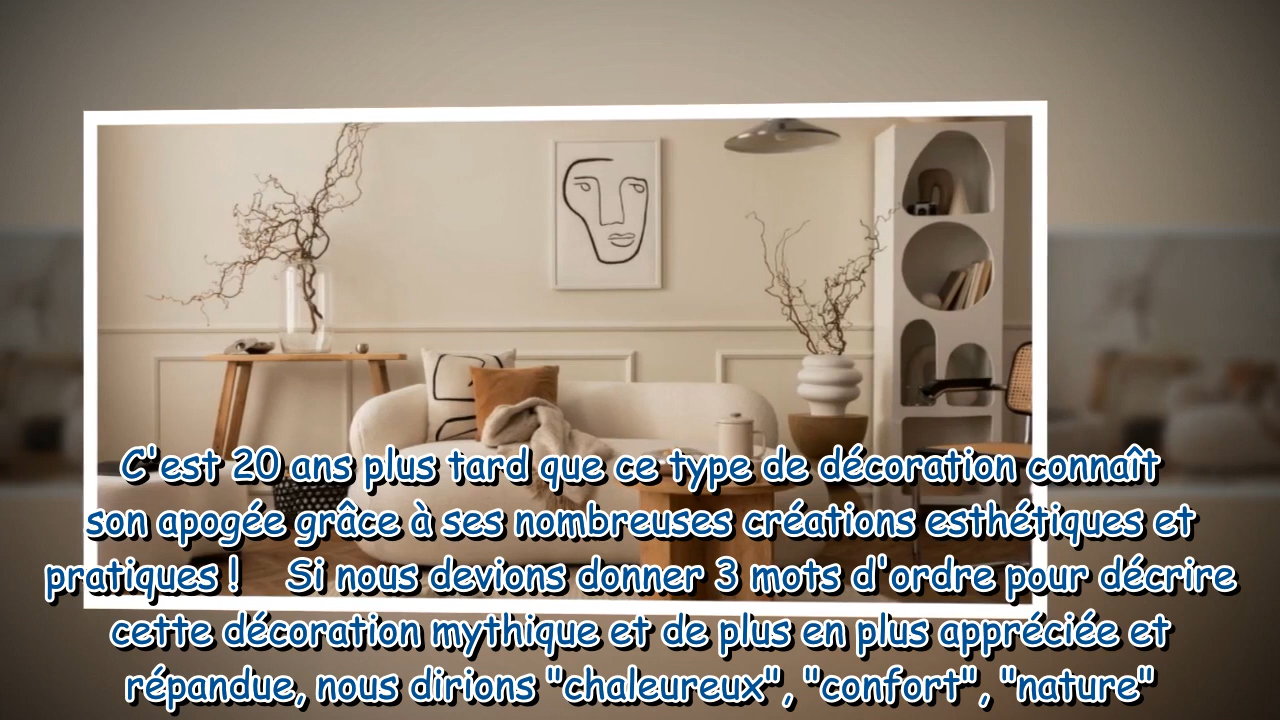 C'est 20 ans plus tard que ce type de décoration connaît
son apogée grâce à ses nombreuses créations esthétiques et
pratiques !    Si nous devions donner 3 mots d'ordre pour décrire
cette décoration mythique et de plus en plus appréciée et
répandue, nous dirions "chaleureux", "confort", "nature"